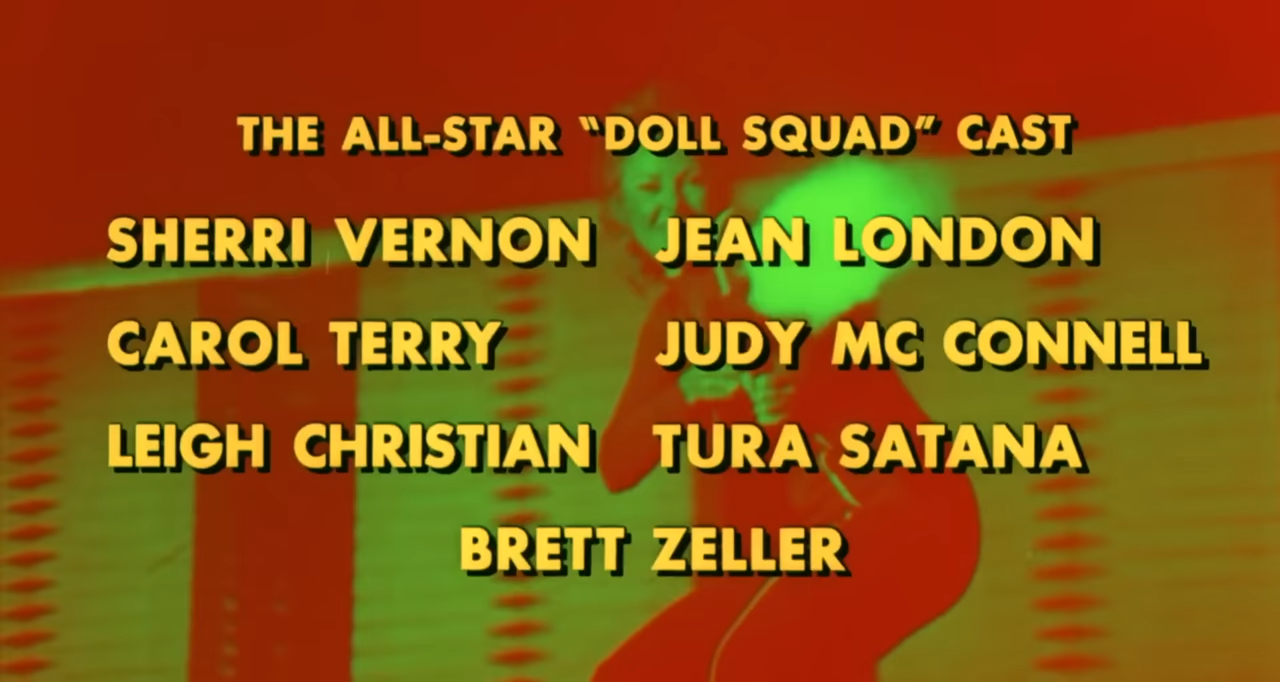 THE ALL-STAR “DOLL SQUAD” CAST
SHERRI VERNON JEAN LONDON
CAROL TERRY JUDY MC CONNELL
LEIGH CHRISTIAN TURA SATANA
BRETT ZELLER